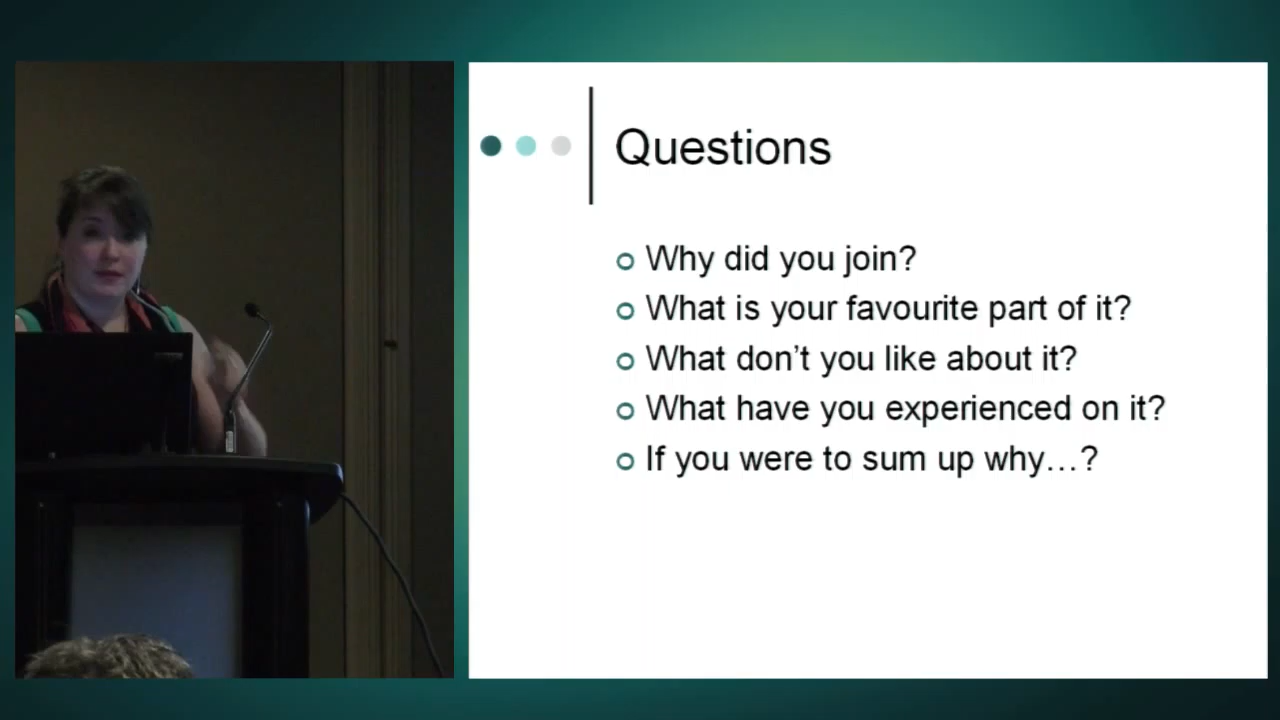 Questions
Why did you join?
What is your favourite part of it?
What don't you like about it?
What have you experienced on it?
If you were to sum up why…?